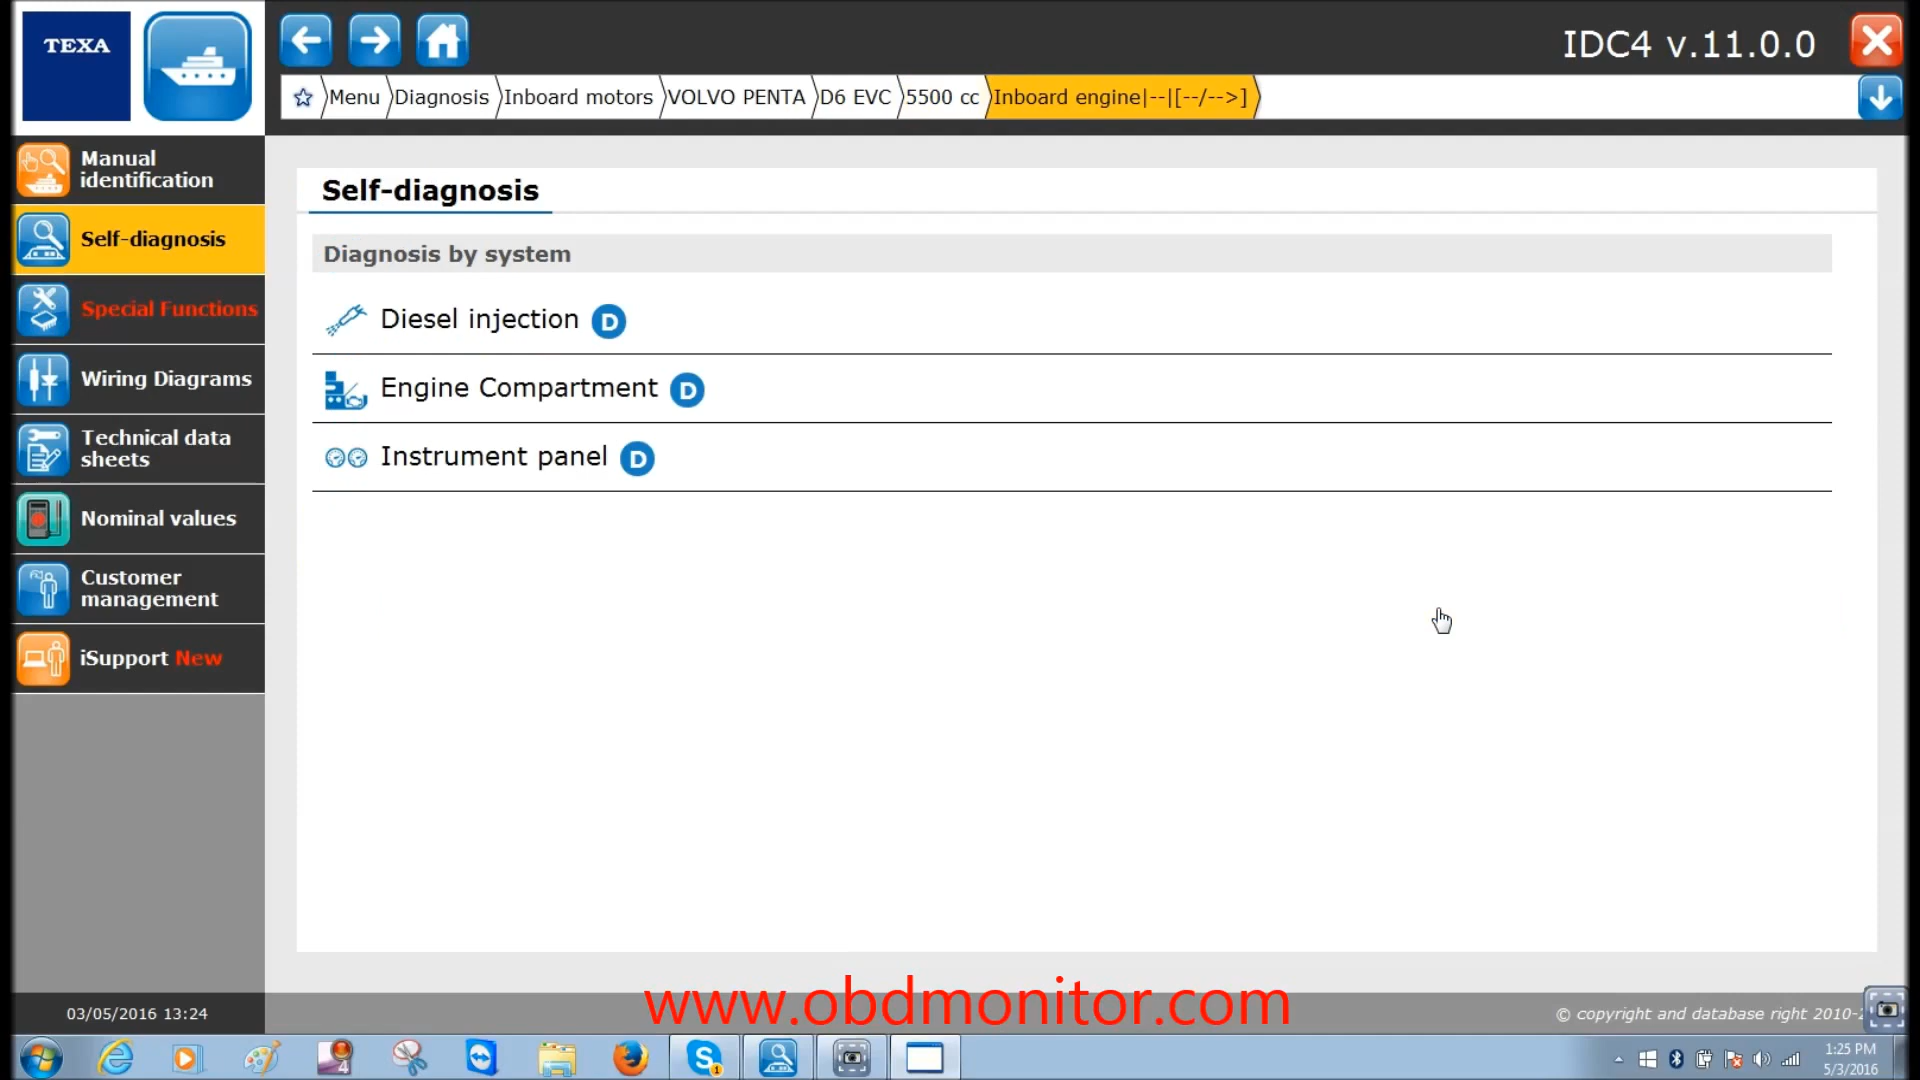 TEXA
IDC4 v.11.0.0
Menu Diagnosis Inboard motors VOLVO PENTA D6 EVC 5500 cc Inboard engine|--|[--/-->]
Manual
identification
Self-diagnosis
Special Functions
Wiring Diagrams
Technical data
sheets
Nominal values
Customer
management
iSupport New
Self-diagnosis
Diagnosis by system
Diesel injection D
Engine Compartment D
Instrument panel D
www.obdmonitor.com
03/05/2016 13:24
© copyright and database right 2010-
4
S
1
1:25 PM
5/3/2016